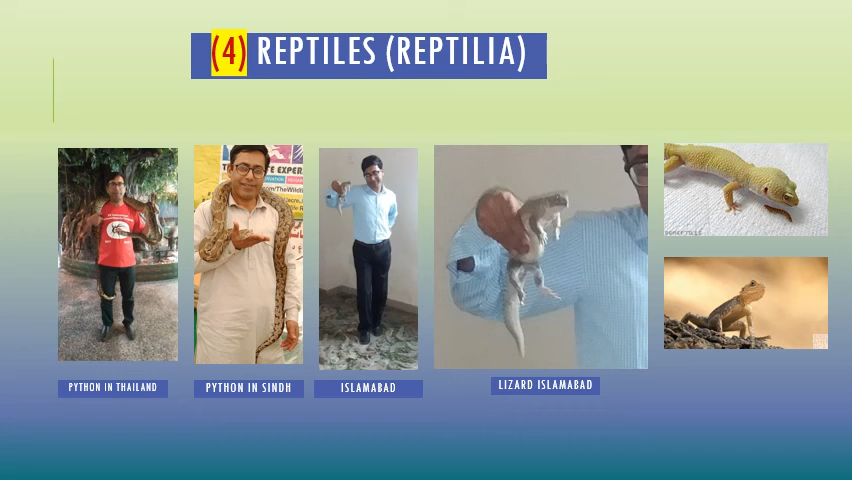 (4) REPTILES (REPTILIA)
PYTHON IN THAILAND
PYTHON IN SINDH
ISLAMABAD
LIZARD ISLAMABAD